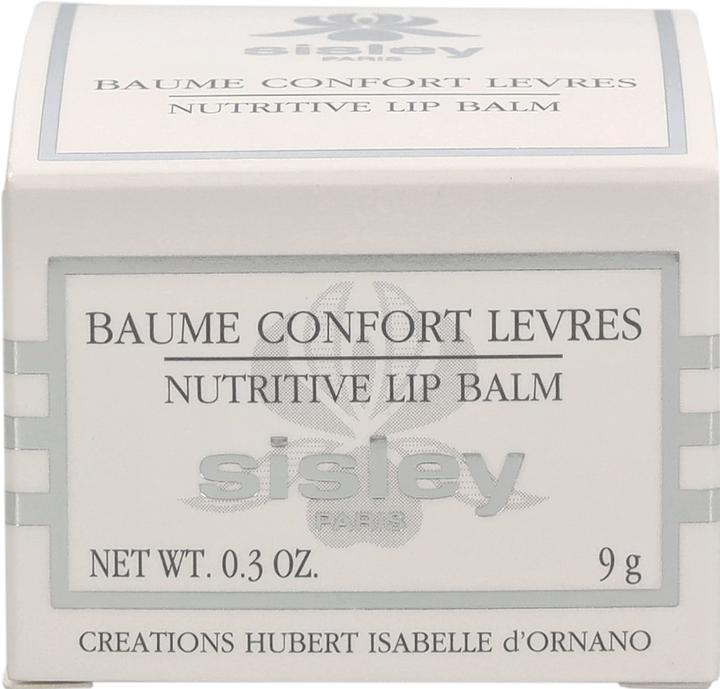 sisley
PARIS
BAUME CONFORT LEVRES
NUTRITIVE LIP BALM
BAUME CONFORT LEVRES
NUTRITIVE LIP BALM
sisley
PARIS
NET WT. 0.3 OZ. 9 g
CREATIONS HUBERT ISABELLE d'ORNANO